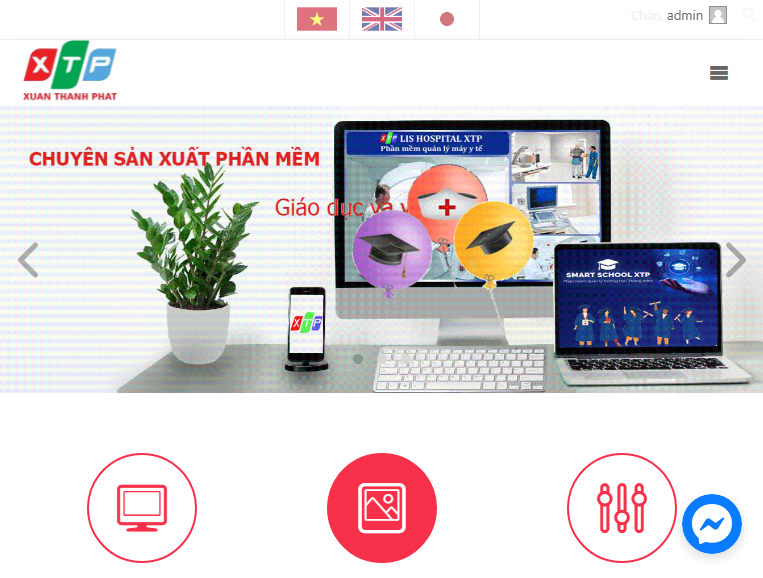 Chào, admin
XTP
XUAN THANH PHAT
CHUYÊN SẢN XUẤT PHẦN MỀM
Giáo dục và y
XTP LIS HOSPITAL XTP
Phần mềm quản lý máy y tế
SMART SCHOOL XTP
XTP